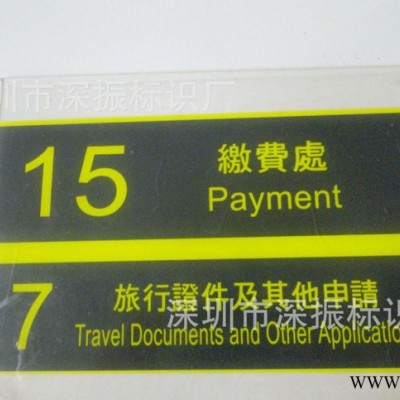 圳市深振标识厂
15 繳費處
Payment
7 旅行證件及其他申請
深圳市深振标识
Travel Documents and Other Application
www.